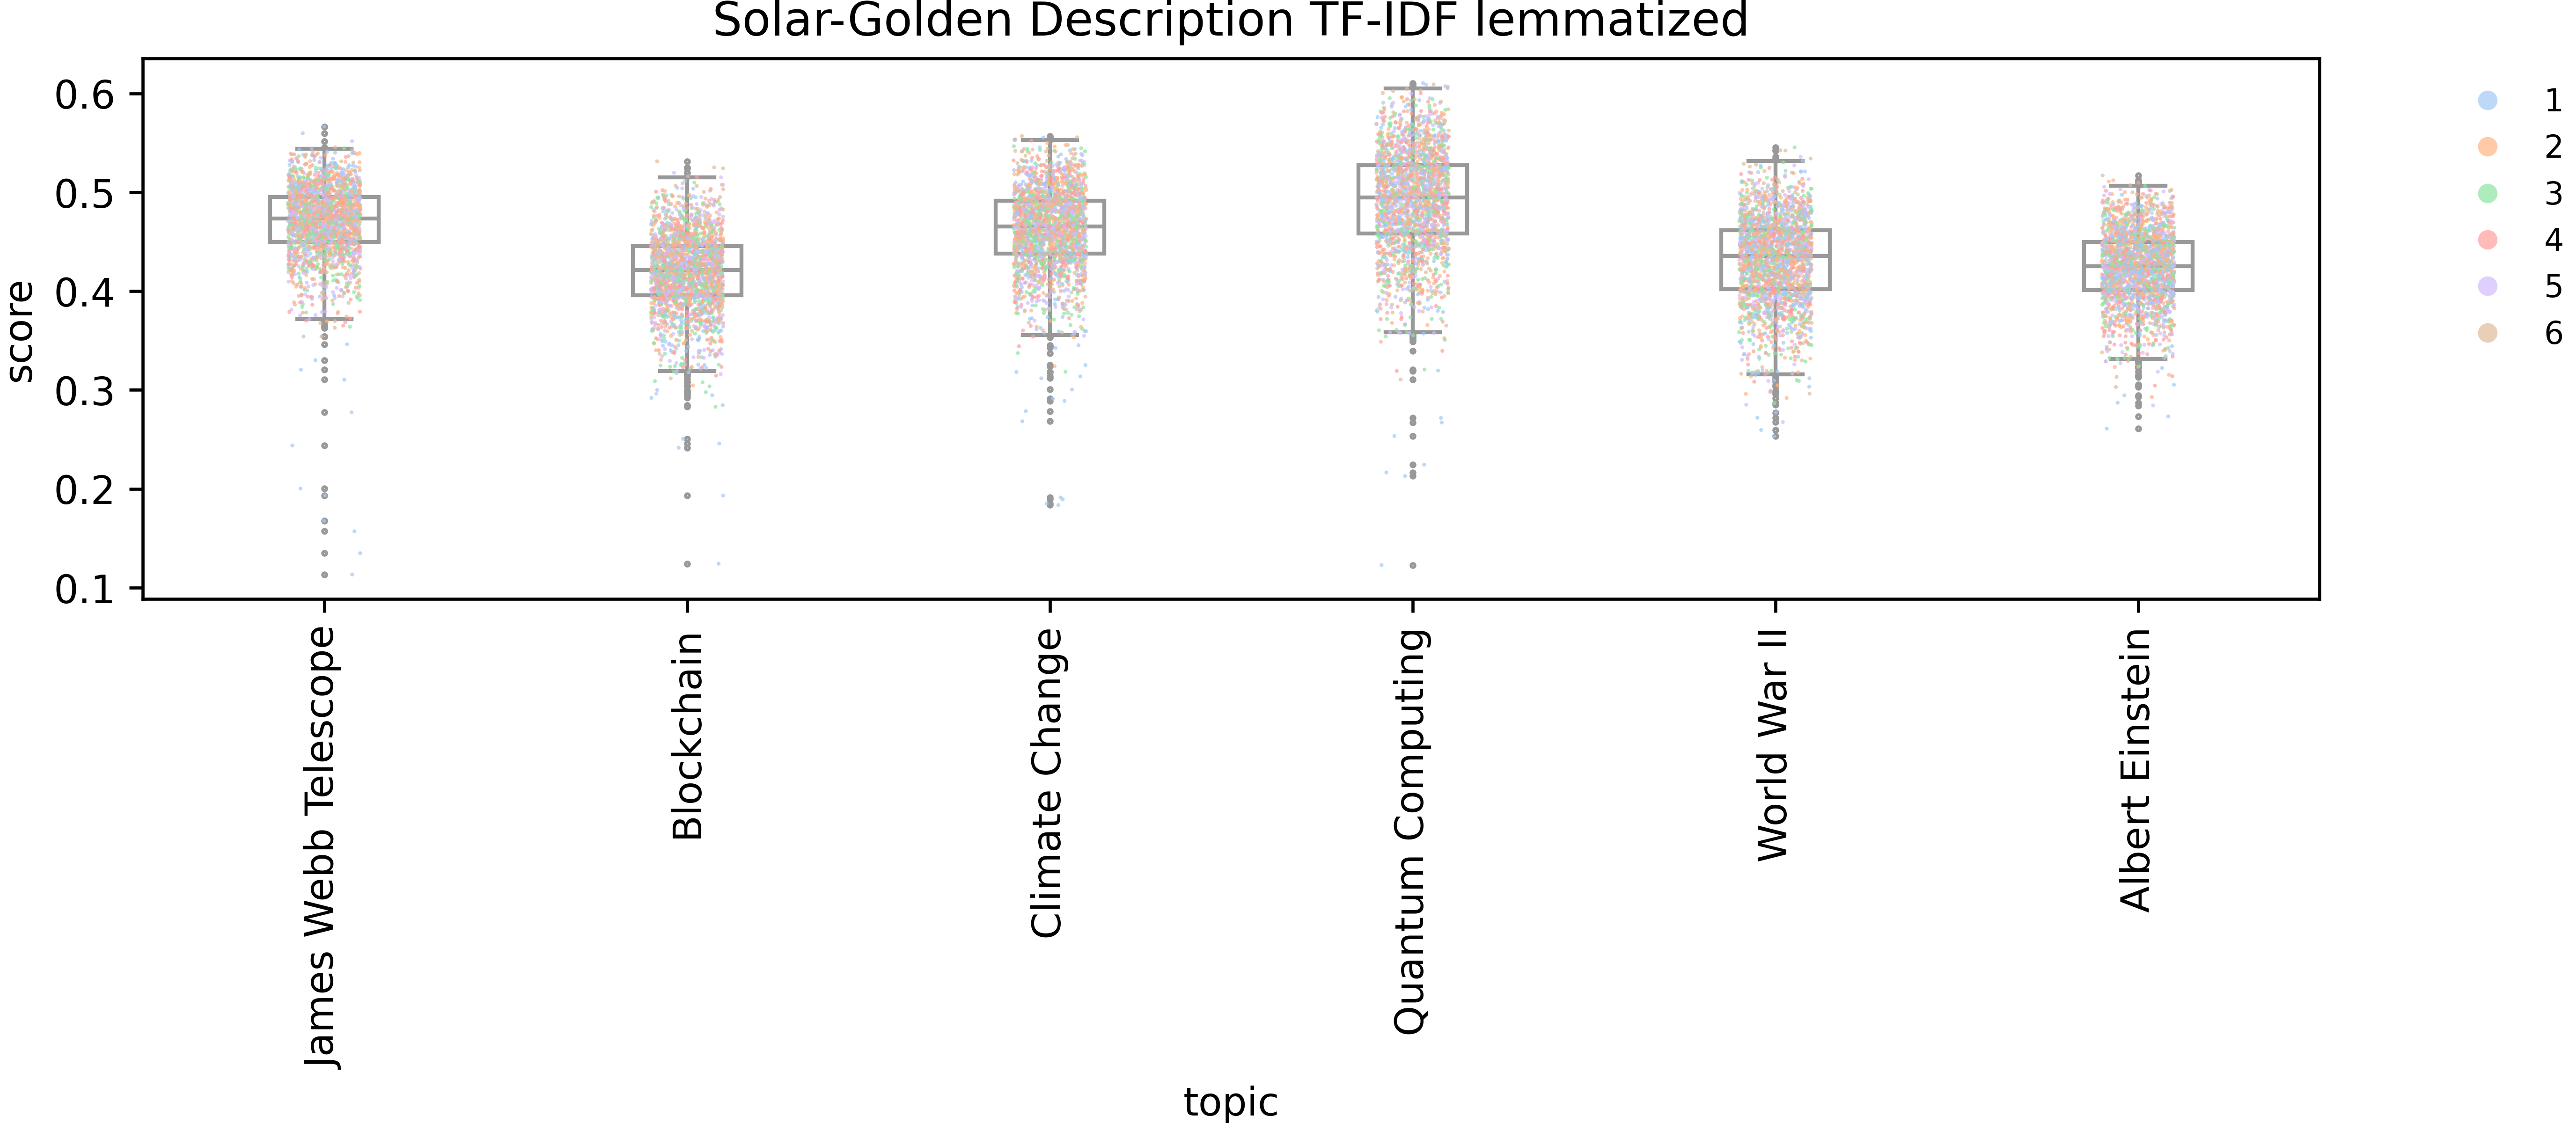 Solar-Golden Description TF-IDF lemmatized
score
0.6
0.5
0.4
0.3
0.2
0.1
1
2
3
4
5
6
James Webb Telescope
Blockchain
Climate Change
Quantum Computing
World War II
Albert Einstein
topic